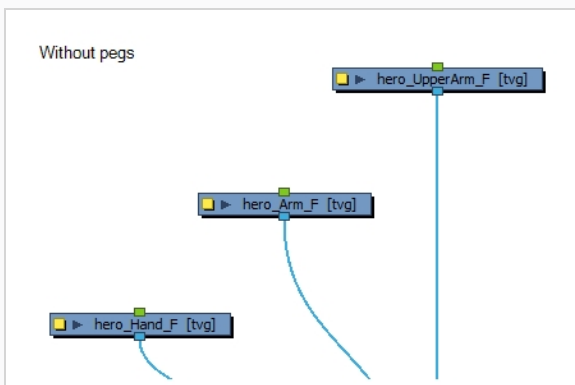 Without pegs
hero_UpperArm_F [tvg]
hero_Arm_F [tvg]
hero_Hand_F [tvg]